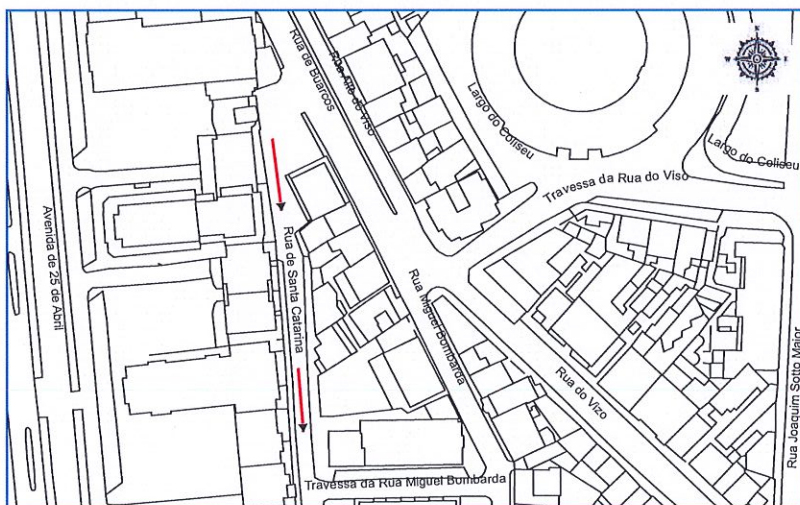 Rua de Buarcos
Rua Alto do Viso
Largo do Coliseu
Largo do Coliseu
Travessa da Rua do Viso
Avenida de 25 de Abril
Rua de Santa Catarina
Rua Miguel Bombarda
Rua do Vizo
Rua Joaquim Sotto Maior
Travessa da Rua Miguel Bombarda